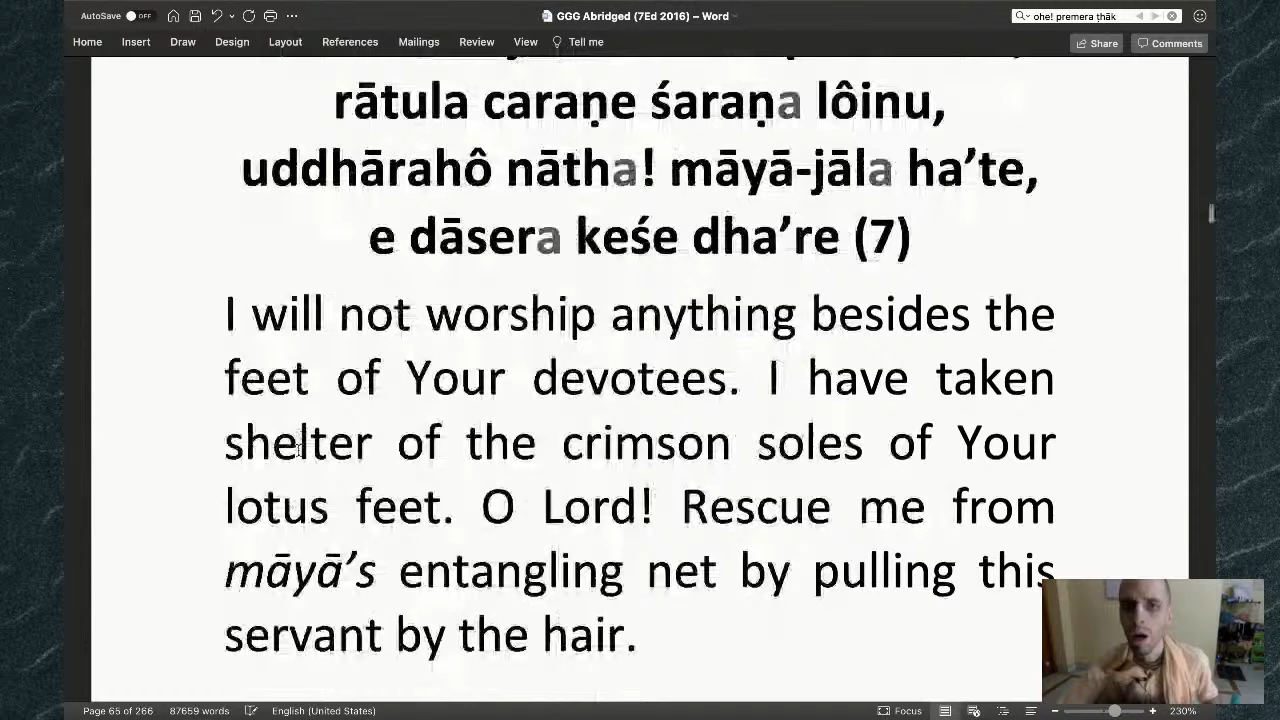 AutoSave OFF
GGG Abridged (7Ed 2016) – Word
ohe! premera ṭhāk
Home Insert Draw Design Layout References Mailings Review View Tell me
Share Comments
rātula caraṇe śaraṇa lôinu,
uddhārahô nātha! māyā-jāla ha’te,
e dāsera keśe dha’re (7)
I will not worship anything besides the
feet of Your devotees. I have taken
shelter of the crimson soles of Your
lotus feet. O Lord! Rescue me from
māyā’s entangling net by pulling this
servant by the hair.
Page 65 of 266 87659 words English (United States) Focus 230%